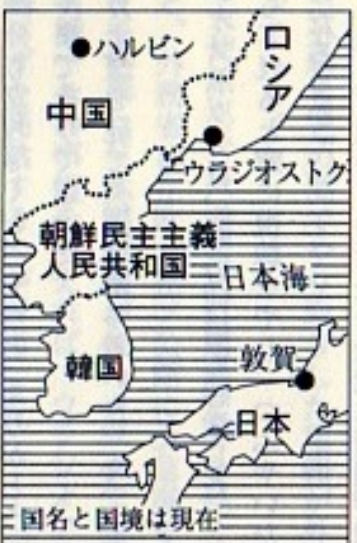 ハルビン
ロシア
中国
ウラジオストク
朝鮮民主主義
人民共和国
日本海
韓国
敦賀
日本
国名と国境は現在